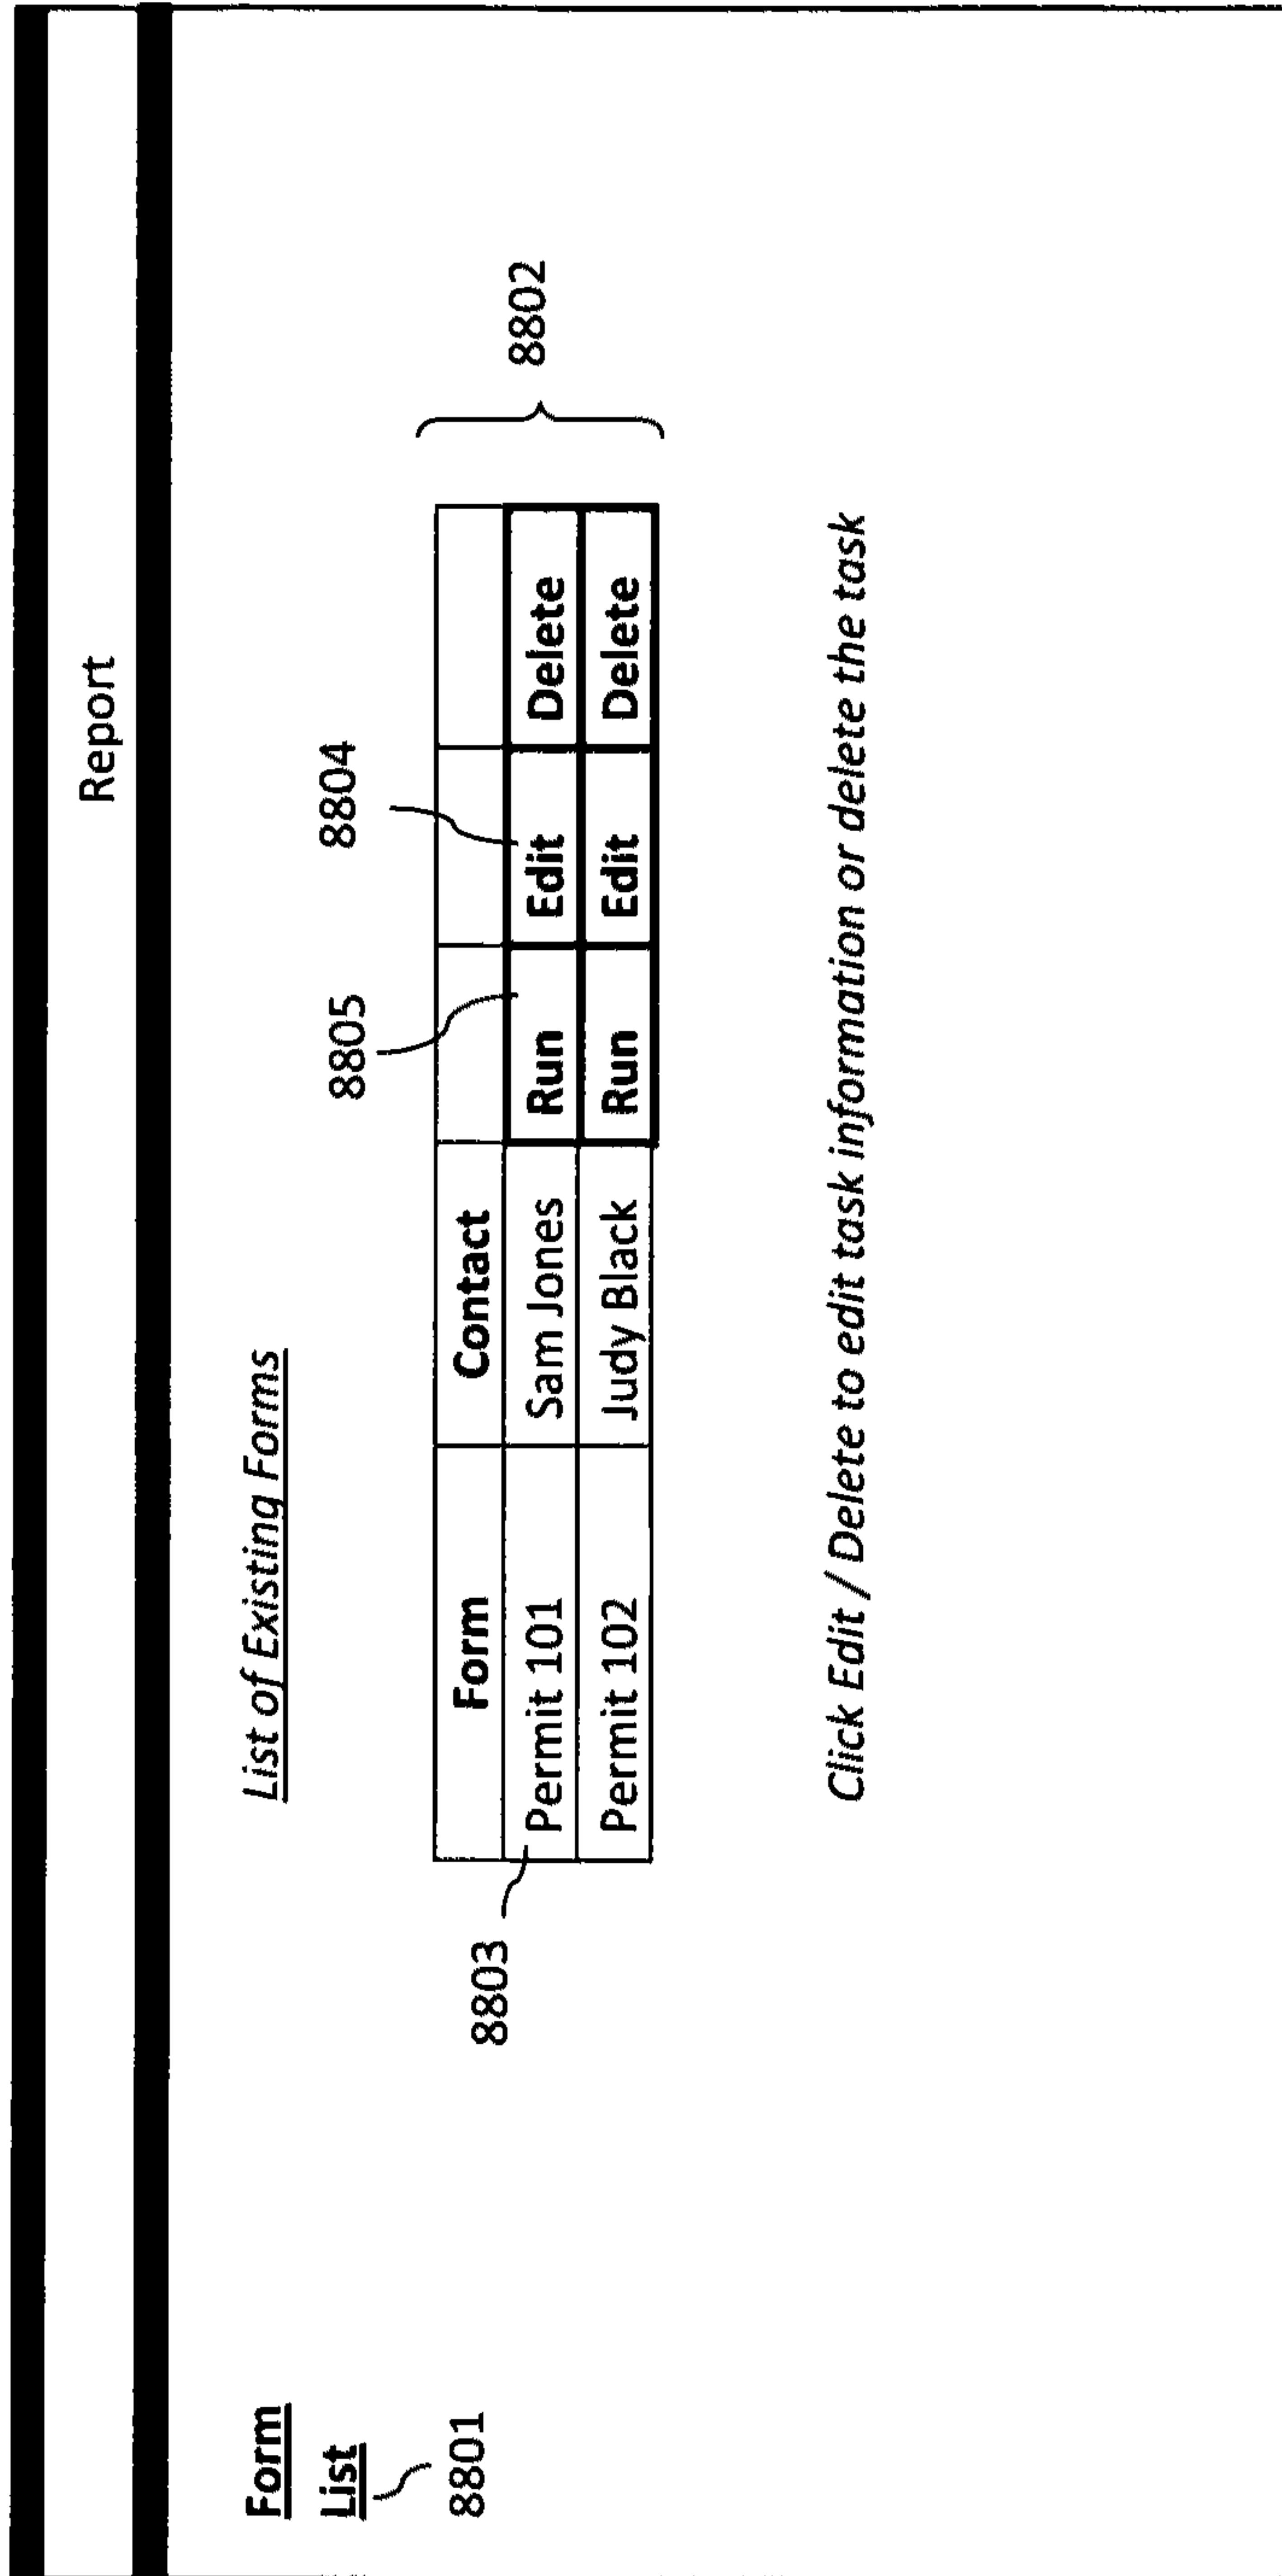 Report
Form
List
8801
List of Existing Forms
8805
8804
8803
8802
Form Contact
Permit 101 Sam Jones Run Edit Delete
Permit 102 Judy Black Run Edit Delete
Click Edit / Delete to edit task information or delete the task